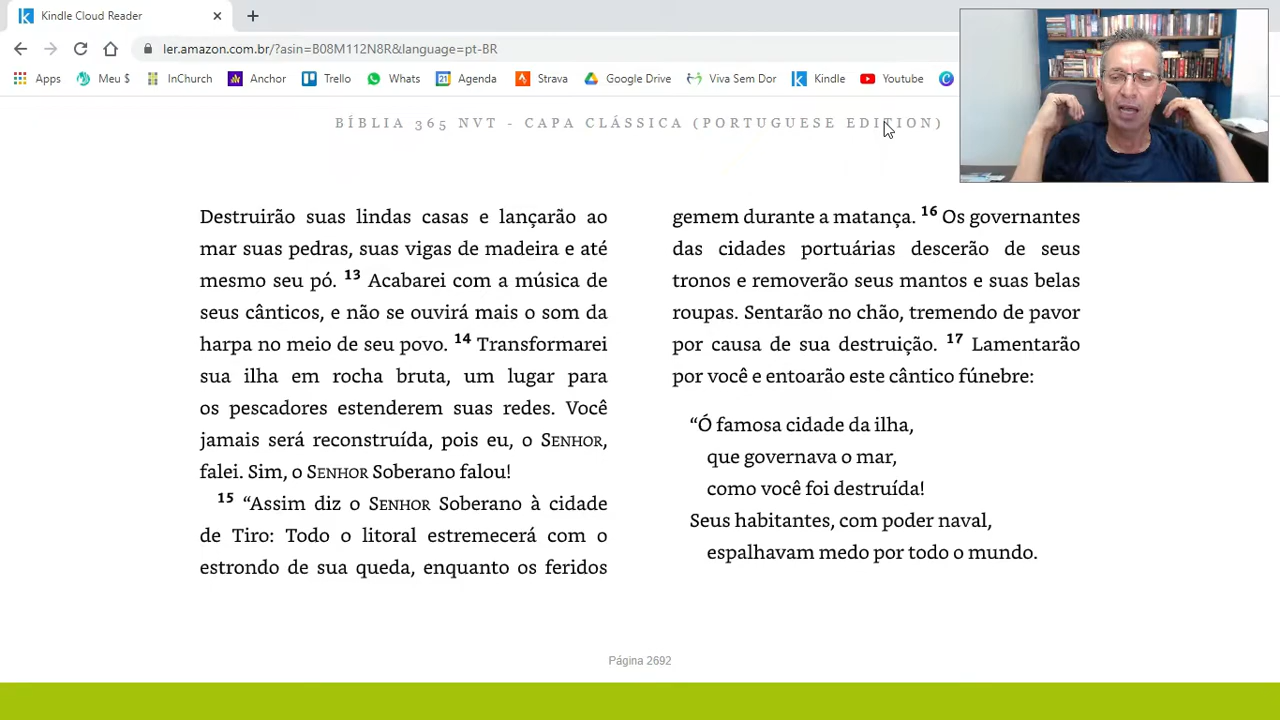 Kindle Cloud Reader
ler.amazon.com.br/?asin=B08M112N8R&language=pt-BR
Apps Meu $ InChurch Anchor Trello Whats Agenda Strava Google Drive Viva Sem Dor Kindle Youtube
BÍBLIA 365 NVT - CAPA CLÁSSICA (PORTUGUESE EDITION)
Destruirão suas lindas casas e lançarão ao
mar suas pedras, suas vigas de madeira e até
mesmo seu pó. 13 Acabarei com a música de
seus cânticos, e não se ouvirá mais o som da
harpa no meio de seu povo. 14 Transformarei
sua ilha em rocha bruta, um lugar para
os pescadores estenderem suas redes. Você
jamais será reconstruída, pois eu, o SENHOR,
falei. Sim, o SENHOR Soberano falou!
15 “Assim diz o SENHOR Soberano à cidade
de Tiro: Todo o litoral estremecerá com o
estrondo de sua queda, enquanto os feridos
gemem durante a matança. 16 Os governantes
das cidades portuárias descerão de seus
tronos e removerão seus mantos e suas belas
roupas. Sentarão no chão, tremendo de pavor
por causa de sua destruição. 17 Lamentarão
por você e entoarão este cântico fúnebre:
“Ó famosa cidade da ilha,
que governava o mar,
como você foi destruída!
Seus habitantes, com poder naval,
espalhavam medo por todo o mundo.
Página 2692